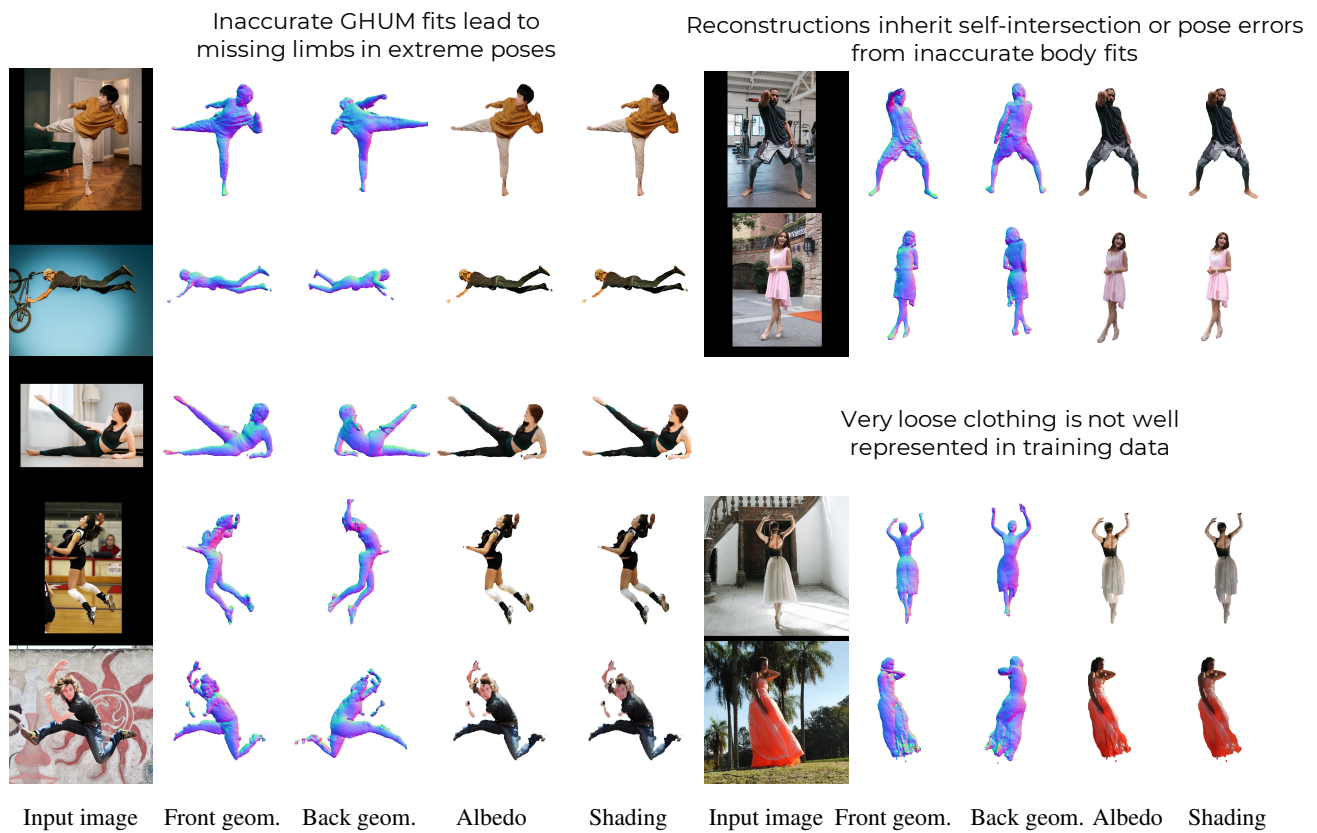 Inaccurate GHUM fits lead to
missing limbs in extreme poses
Reconstructions inherit self-intersection or pose errors
from inaccurate body fits
Very loose clothing is not well
represented in training data
Input image Front geom. Back geom. Albedo Shading
Input image Front geom. Back geom. Albedo Shading